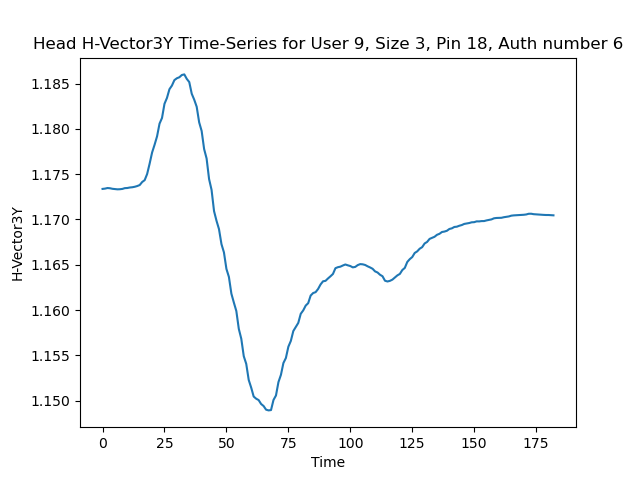 Head H-Vector3Y Time-Series for User 9, Size 3, Pin 18, Auth number 6
H-Vector3Y
1.185
1.180
1.175
1.170
1.165
1.160
1.155
1.150
0 25 50 75 100 125 150 175
Time